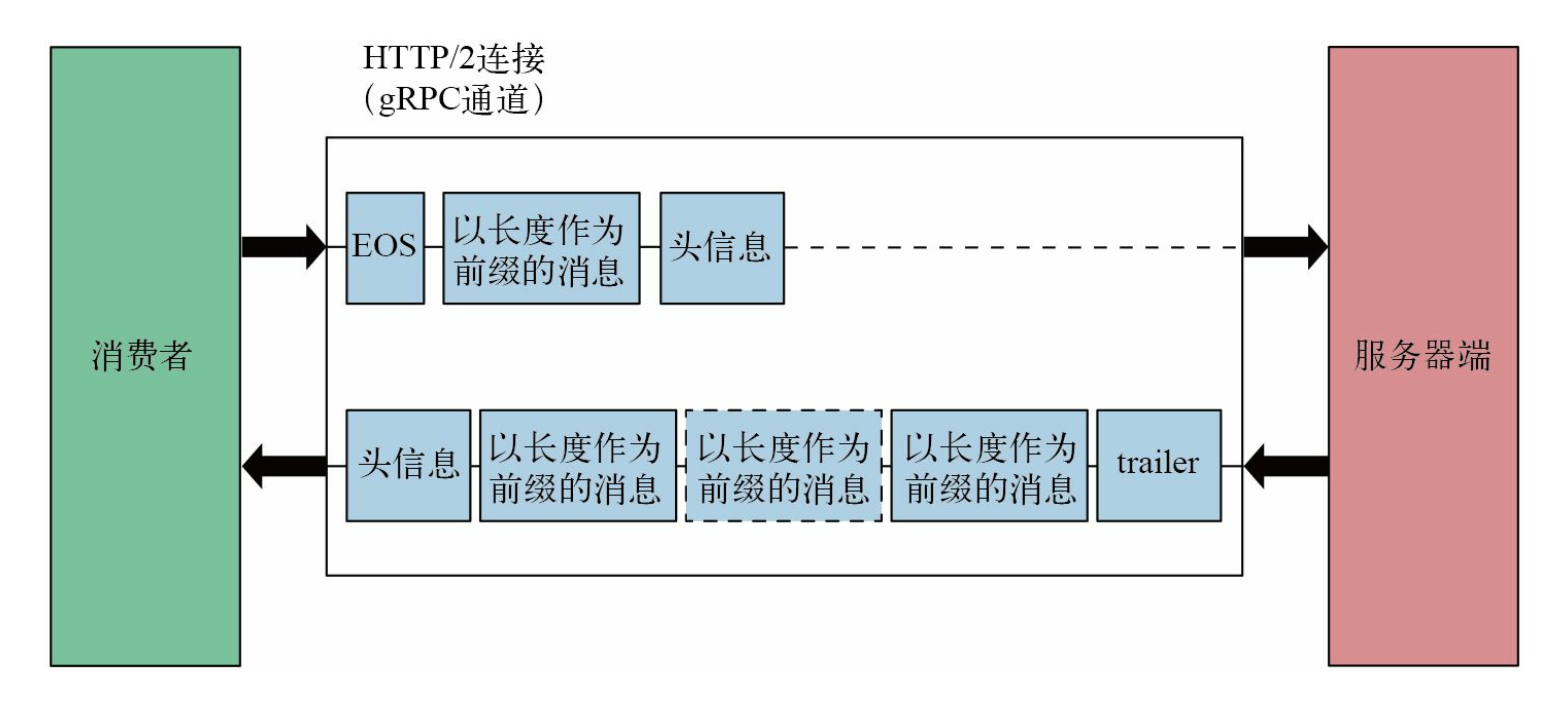 HTTP/2连接
（gRPC通道）
消费者
EOS
以长度作为
前缀的消息
头信息
服务器端
头信息
以长度作为
前缀的消息
以长度作为
前缀的消息
以长度作为
前缀的消息
trailer